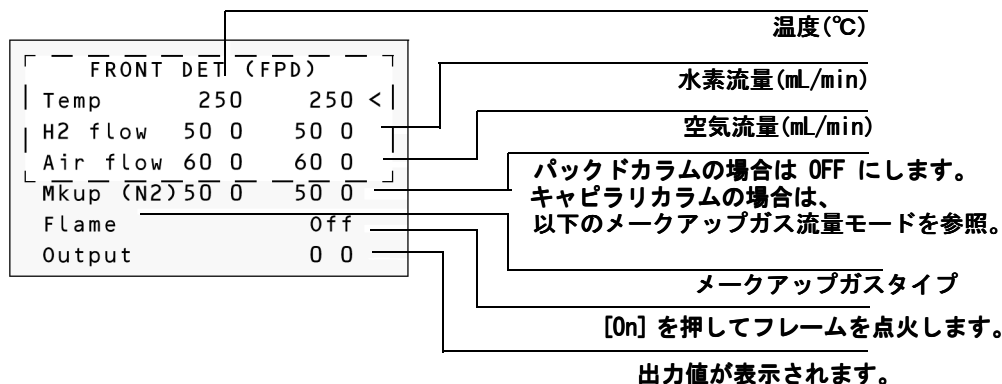 温度(℃)
FRONT DET (FPD)
Temp 250 250 <
水素流量(mL/min)
H2 flow 50 0 50 0
空気流量(mL/min)
Air flow 60 0 60 0
パックドカラムの場合は OFF にします。
Mkup (N2) 50 0 50 0
キャピラリカラムの場合は、
以下のメークアップガス流量モードを参照。
Flame Off
Output 0 0
メークアップガスタイプ
[On] を押してフレームを点火します。
出力値が表示されます。